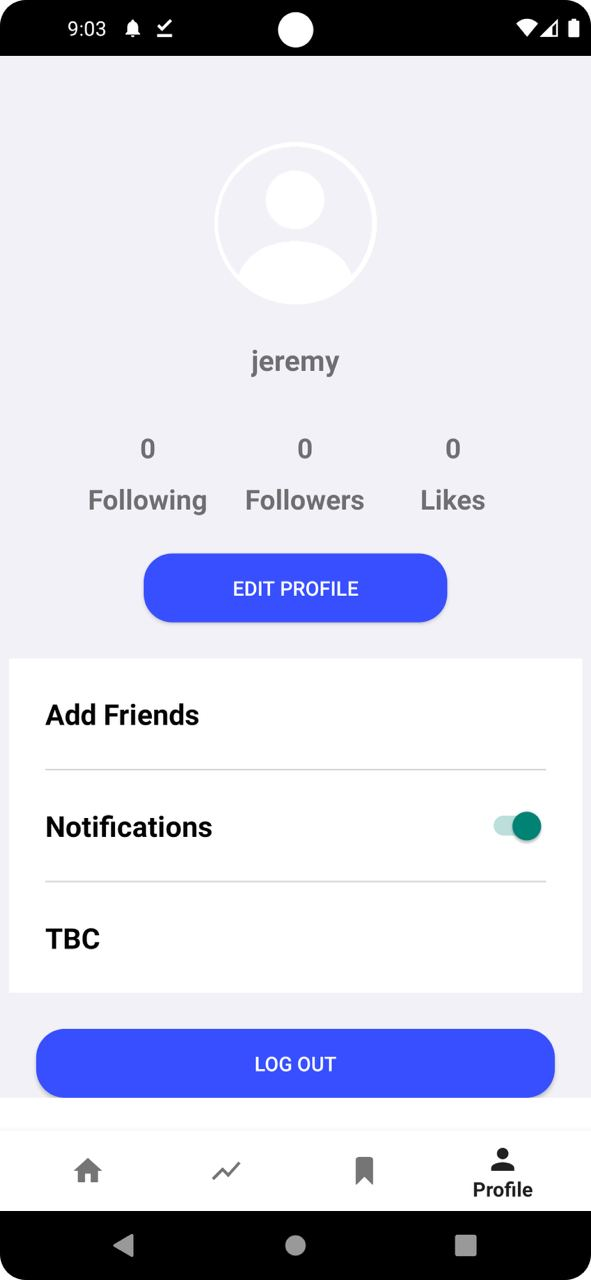 9:03
jeremy
0 0 0
Following Followers Likes
EDIT PROFILE
Add Friends
Notifications
TBC
LOG OUT
Profile